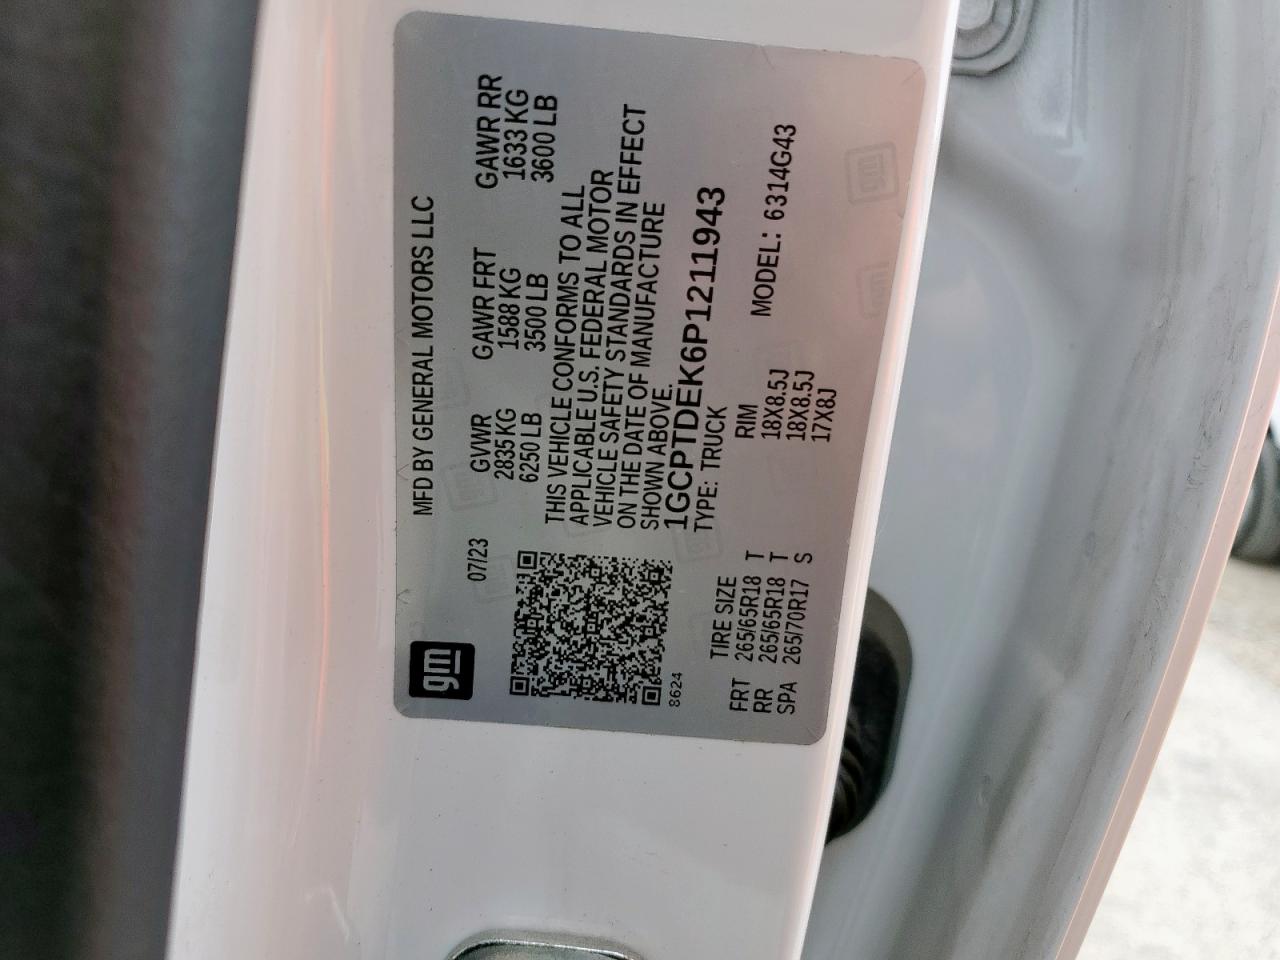 gm
MFD BY GENERAL MOTORS LLC
07/23
GVWR GAWR FRT GAWR RR
2835 KG 1588 KG 1633 KG
6250 LB 3500 LB 3600 LB
THIS VEHICLE CONFORMS TO ALL
APPLICABLE U.S. FEDERAL MOTOR
VEHICLE SAFETY STANDARDS IN EFFECT
ON THE DATE OF MANUFACTURE
SHOWN ABOVE.
1GCPTDEK6P1211943
8624
TYPE: TRUCK
TIRE SIZE RIM MODEL: 6314G43
FRT 265/65R18 T 18X8.5J
RR 265/65R18 T 18X8.5J
SPA 265/70R17 S 17X8J